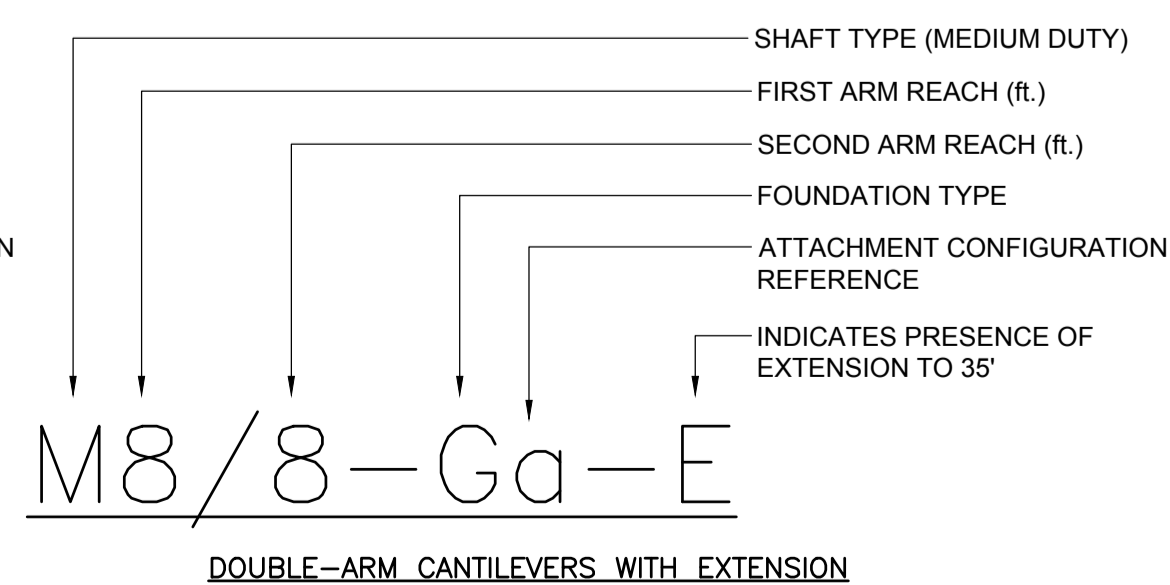 SHAFT TYPE (MEDIUM DUTY)
FIRST ARM REACH (ft.)
SECOND ARM REACH (ft.)
FOUNDATION TYPE
N
ATTACHMENT CONFIGURATION
REFERENCE
INDICATES PRESENCE OF
EXTENSION TO 35'
M8/8-Ga-E
DOUBLE-ARM CANTILEVERS WITH EXTENSION